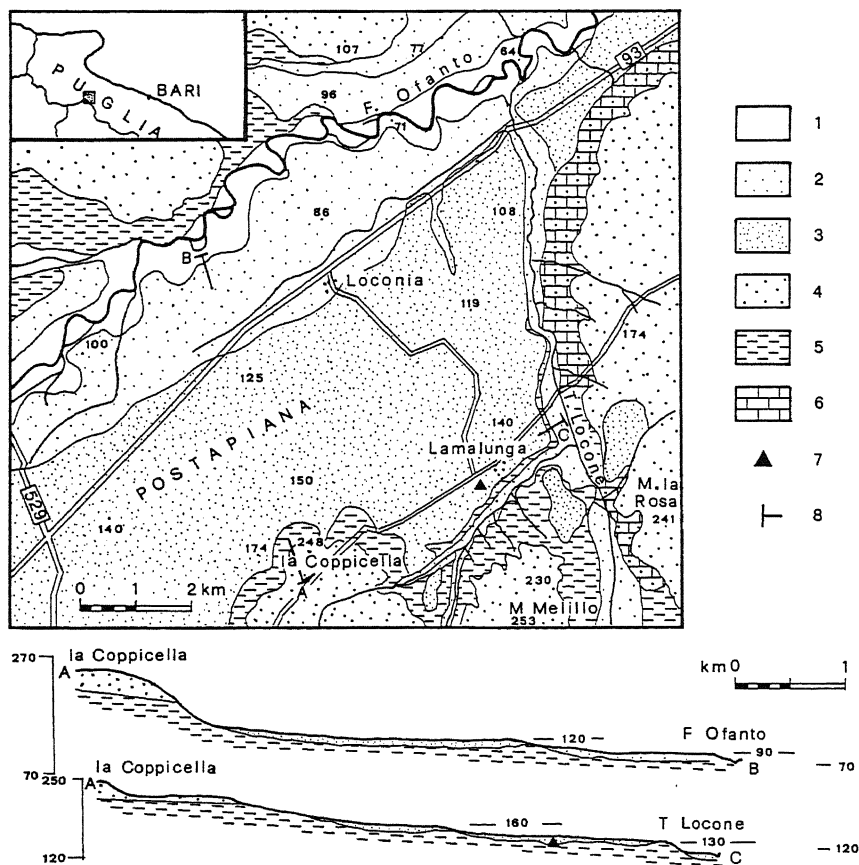 PUGLIA
BARI
107
77
64
93
96
F. Ofanto
71
86
108
B
Loconia
119
174
100
125
T. Locone
140
C
POSTAPIANA
Lamalunga
150
M. la
Rosa
241
529
140
174
248
la Coppicella
A
230
M Melillo
253
0 1 2 km
1
2
3
4
5
6
7
8
270
A
la Coppicella
km 0 1
120
F Ofanto
90
B
70
70
250
A
la Coppicella
160
T Locone
130
120
C
120